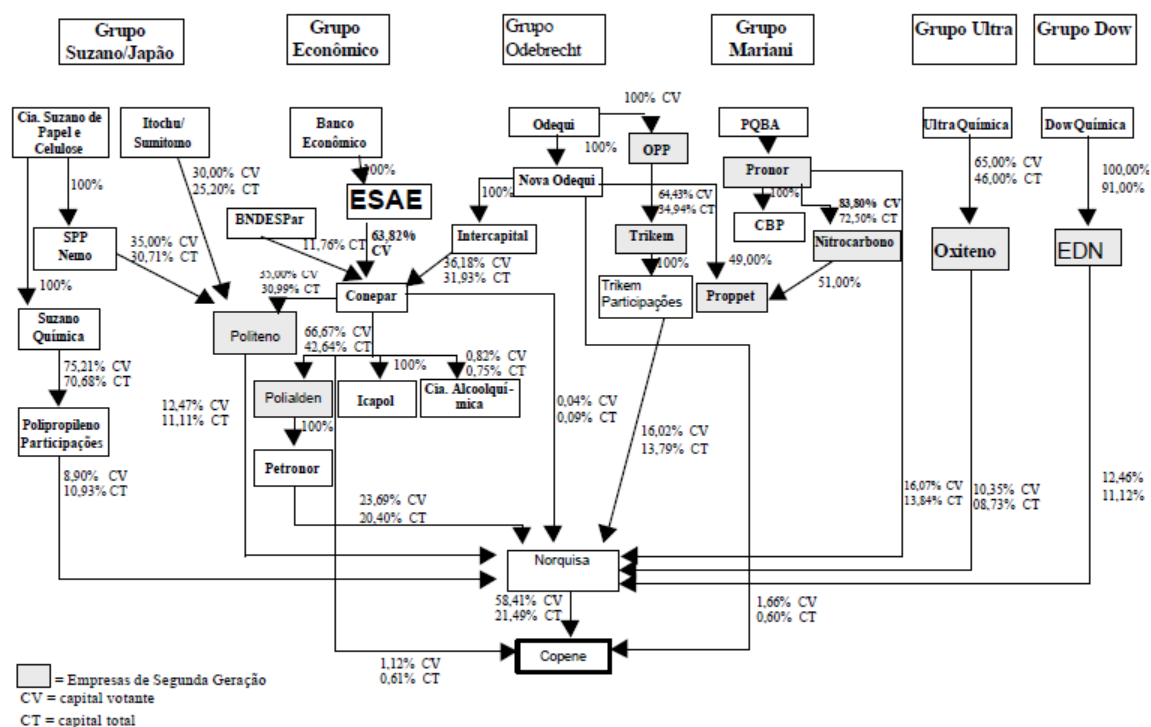 Grupo
Suzano/Japão
Grupo
Econômico
Grupo
Odebrecht
Grupo
Mariani
Grupo Ultra
Grupo Dow
Cia. Suzano de
Papel e
Celulose
Itochu/
Sumitomo
Banco
Econômico
Odequi
100% CV
OPP
PQBA
Ultra Química
Dow Química
100%
30,00% CV
25,20% CT
100%
ESAE
100%
Nova Odequi
Pronor
100%
65,00% CV
46,00% CT
100,00%
91,00%
SPP
Nemo
35,00% CV
30,71% CT
BNDESPar
11,76% CT
63,82%
CV
100%
Intercapital
36,18% CV
31,93% CT
64,43% CV
34,94% CT
Trikem
100%
49,00%
CBP
83,80% CV
72,50% CT
Nitrocarbono
51,00%
Oxiteno
EDN
100%
35,00% CV
30,99% CT
Conepar
Trikem
Participações
Proppet
Suzano
Química
Politeno
66,67% CV
42,64% CT
100%
0,82% CV
0,75% CT
75,21% CV
70,68% CT
Polialden
Icapol
Cia. Alcoolquí-
mica
12,47% CV
11,11% CT
0,04% CV
0,09% CT
Polipropileno
Participações
100%
16,02% CV
13,79% CT
Petronor
8,90% CV
10,93% CT
23,69% CV
20,40% CT
16,07% CV
13,84% CT
10,35% CV
08,73% CT
12,46%
11,12%
Norquisa
58,41% CV
21,49% CT
1,66% CV
0,60% CT
Copene
1,12% CV
0,61% CT
= Empresas de Segunda Geração
CV = capital votante
CT = capital total